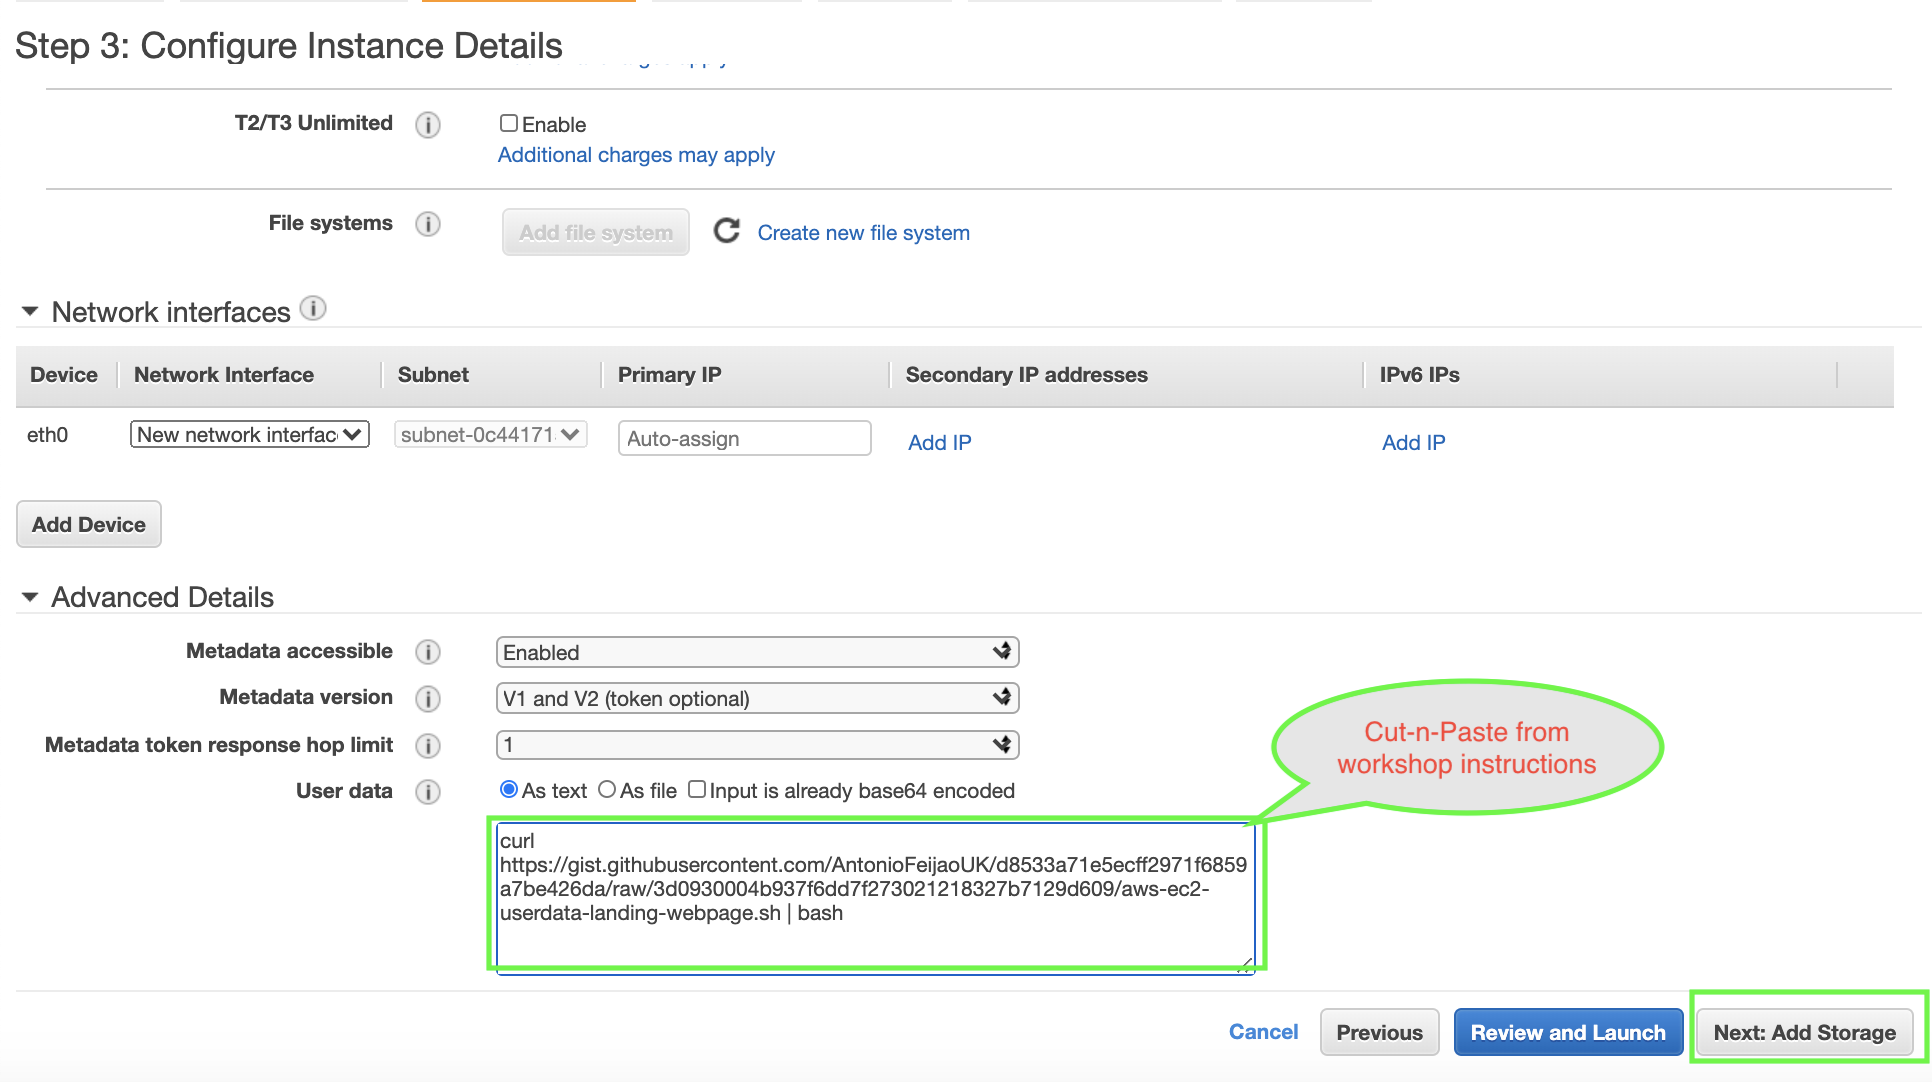 Step 3: Configure Instance Details
T2/T3 Unlimited
Enable
Additional charges may apply
File systems
Add file system
Create new file system
Network interfaces
Device Network Interface Subnet Primary IP Secondary IP addresses IPv6 IPs
eth0 New network interfac subnet-0c44171 Auto-assign Add IP Add IP
Add Device
Advanced Details
Metadata accessible Enabled
Metadata version V1 and V2 (token optional)
Metadata token response hop limit 1
User data As text As file Input is already base64 encoded
Cut-n-Paste from
workshop instructions
curl
https://gist.githubusercontent.com/AntonioFeijaoUK/d8533a71e5ecff2971f6859
a7be426da/raw/3d0930004b937f6dd7f273021218327b7129d609/aws-ec2-
userdata-landing-webpage.sh | bash
Cancel Previous Review and Launch Next: Add Storage